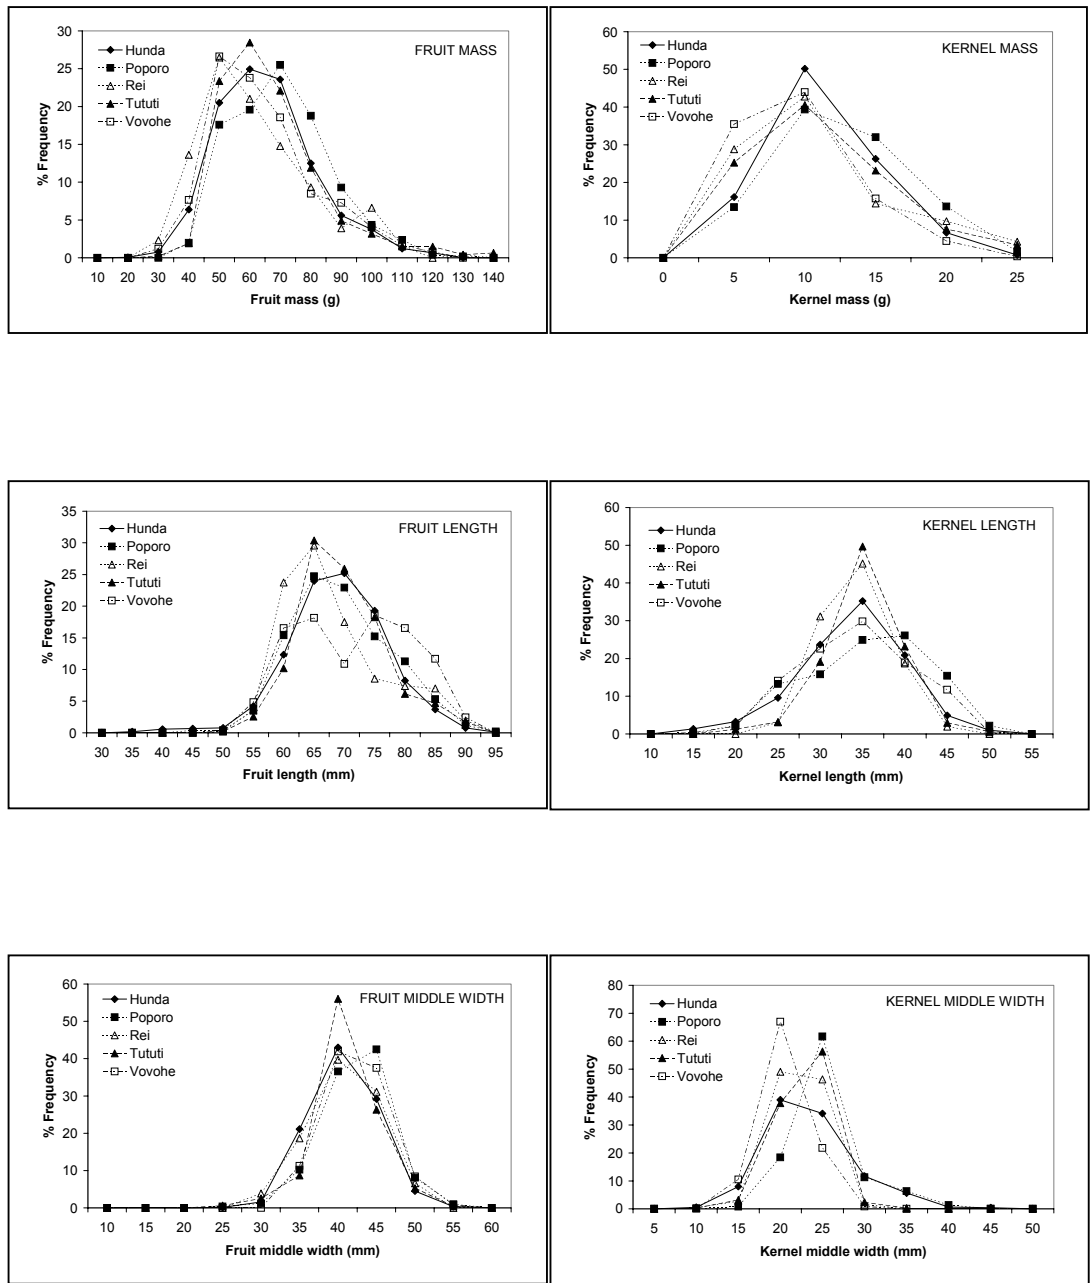 FRUIT MASS
Hunda
Poporo
Rei
Tututi
Vovohe
% Frequency
30
25
20
15
10
5
0
10 20 30 40 50 60 70 80 90 100 110 120 130 140
Fruit mass (g)
KERNEL MASS
Hunda
Poporo
Rei
Tututi
Vovohe
% Frequency
60
50
40
30
20
10
0
0 5 10 15 20 25
Kernel mass (g)
FRUIT LENGTH
Hunda
Poporo
Rei
Tututi
Vovohe
% Frequency
35
30
25
20
15
10
5
0
30 35 40 45 50 55 60 65 70 75 80 85 90 95
Fruit length (mm)
KERNEL LENGTH
Hunda
Poporo
Rei
Tututi
Vovohe
% Frequency
60
50
40
30
20
10
0
10 15 20 25 30 35 40 45 50 55
Kernel length (mm)
FRUIT MIDDLE WIDTH
Hunda
Poporo
Rei
Tututi
Vovohe
% Frequency
60
50
40
30
20
10
0
10 15 20 25 30 35 40 45 50 55 60
Fruit middle width (mm)
KERNEL MIDDLE WIDTH
Hunda
Poporo
Rei
Tututi
Vovohe
% Frequency
80
70
60
50
40
30
20
10
0
5 10 15 20 25 30 35 40 45 50
Kernel middle width (mm)